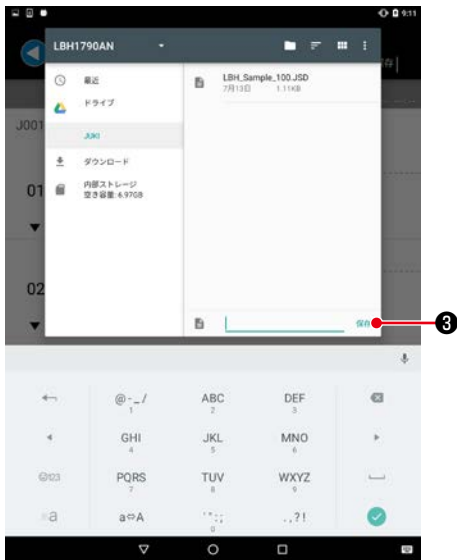 9:11
LBH1790AN
保存
最近
ドライブ
JUKI
ダウンロード
内部ストレージ
空き容量: 6.97GB
LBH_Sample_100.JSD
7月13日 1.11KB
J001
01
02
保存
3
@-_/
1
ABC
2
DEF
3
GHI
4
JKL
5
MNO
6
123
PQRS
7
TUV
8
WXYZ
9
a
a⇔A
'":;
0
.,?!